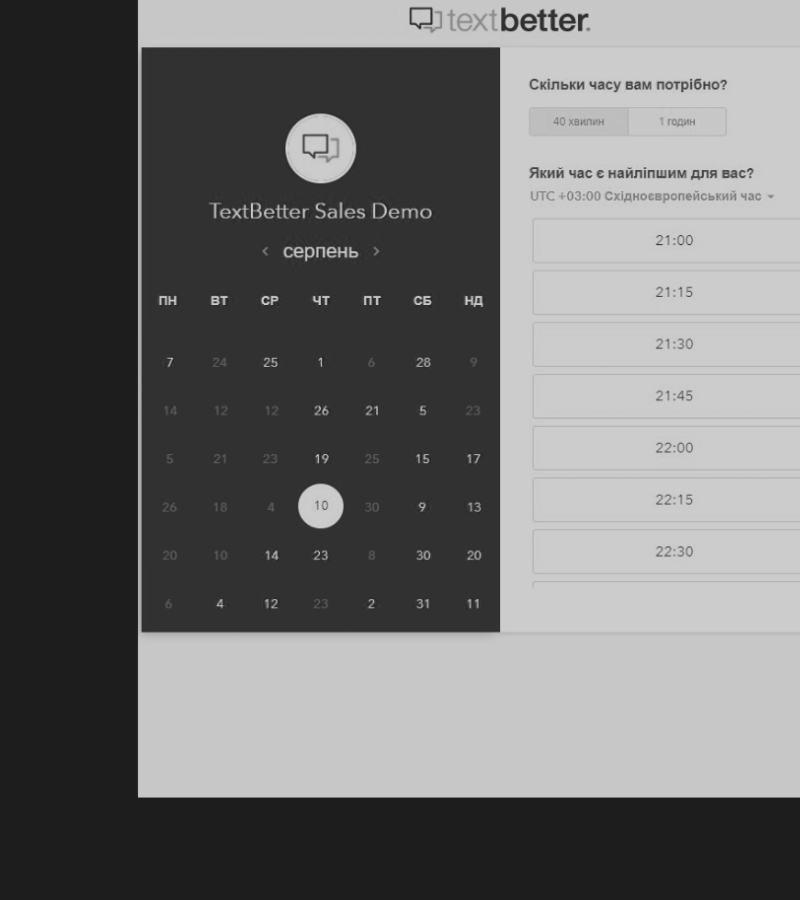 textbetter.
TextBetter Sales Demo
< серпень >
ПН ВТ СР ЧТ ПТ СБ НД
7 24 25 1 6 28 9
14 12 12 26 21 5 23
5 21 23 19 25 15 17
26 18 4 10 30 9 13
20 10 14 23 8 30 20
6 4 12 23 2 31 11
Скільки часу вам потрібно?
40 хвилин 1 годин
Який час є найліпшим для вас?
UTC +03:00 Східноєвропейський час
21:00
21:15
21:30
21:45
22:00
22:15
22:30